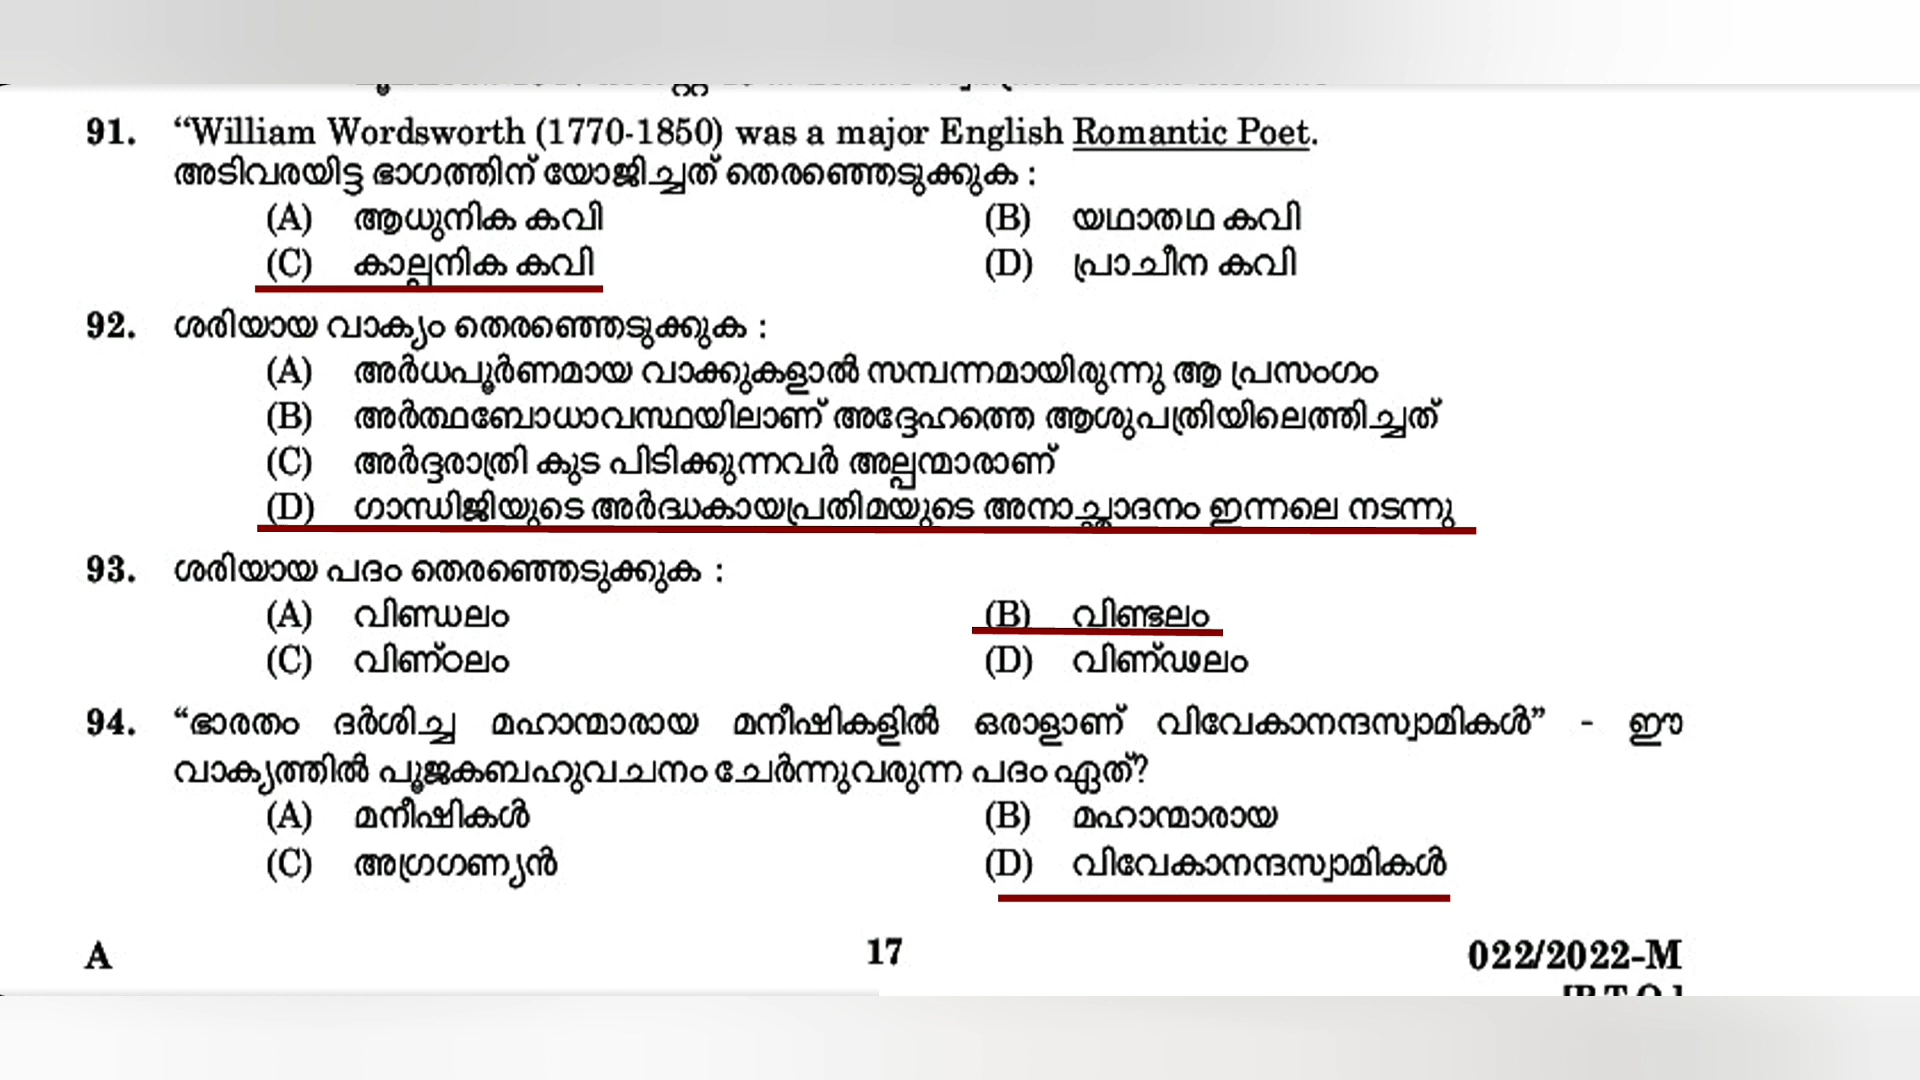 91. “William Wordsworth (1770-1850) was a major English Romantic Poet.
അടിവരയിട്ട ഭാഗത്തിന് യോജിച്ചത് തെരഞ്ഞെടുക്കുക :
(A) ആധുനിക കവി (B) യഥാതഥ കവി
(C) കാല്പനിക കവി (D) പ്രാചീന കവി
92. ശരിയായ വാക്യം തെരഞ്ഞെടുക്കുക :
(A) അർധപൂർണമായ വാക്കുകളാൽ സമ്പന്നമായിരുന്നു ആ പ്രസംഗം
(B) അർത്ഥബോധാവസ്ഥയിലാണ് അദ്ദേഹത്തെ ആശുപത്രിയിലെത്തിച്ചത്
(C) അർദ്ദരാത്രി കുട പിടിക്കുന്നവർ അല്പന്മാരാണ്
(D) ഗാന്ധിജിയുടെ അർദ്ധകായപ്രതിമയുടെ അനാച്ഛാദനം ഇന്നലെ നടന്നു
93. ശരിയായ പദം തെരഞ്ഞെടുക്കുക :
(A) വിണ്ഡലം (B) വിണ്ടലം
(C) വിണ്ഠലം (D) വിണ്ഢലം
94. “ഭാരതം ദർശിച്ച മഹാന്മാരായ മനീഷികളിൽ ഒരാളാണ് വിവേകാനന്ദസ്വാമികൾ” - ഈ
വാക്യത്തിൽ പൂജകബഹുവചനം ചേർന്നുവരുന്ന പദം ഏത്?
(A) മനീഷികൾ (B) മഹാന്മാരായ
(C) അഗ്രഗണ്യൻ (D) വിവേകാനന്ദസ്വാമികൾ
A 17 022/2022-M
[P.T.O.]